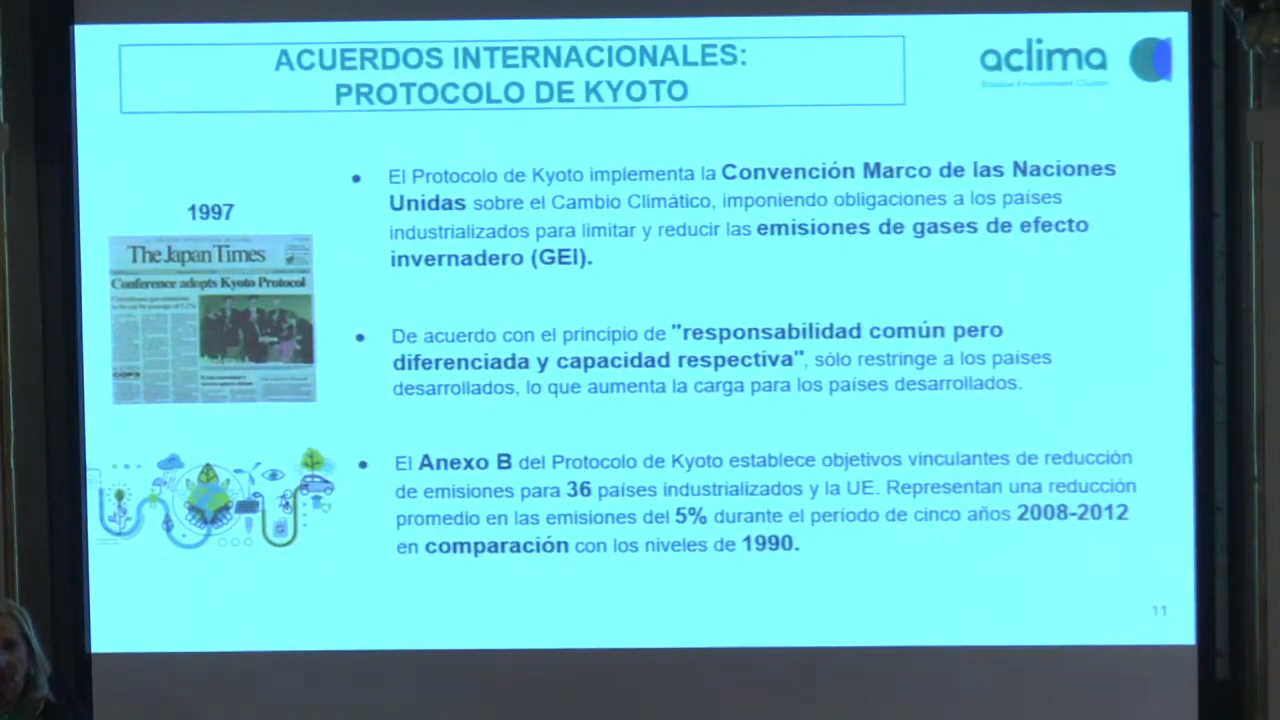 ACUERDOS INTERNACIONALES:
PROTOCOLO DE KYOTO
aclima
Basque Environment Cluster
El Protocolo de Kyoto implementa la Convención Marco de las Naciones
Unidas sobre el Cambio Climático, imponiendo obligaciones a los países
industrializados para limitar y reducir las emisiones de gases de efecto
invernadero (GEI).
1997
The Japan Times
Conference adopts Kyoto Protocol
De acuerdo con el principio de "responsabilidad común pero
diferenciada y capacidad respectiva", sólo restringe a los países
desarrollados, lo que aumenta la carga para los países desarrollados.
El Anexo B del Protocolo de Kyoto establece objetivos vinculantes de reducción
de emisiones para 36 países industrializados y la UE. Representan una reducción
promedio en las emisiones del 5% durante el período de cinco años 2008-2012
en comparación con los niveles de 1990.
11